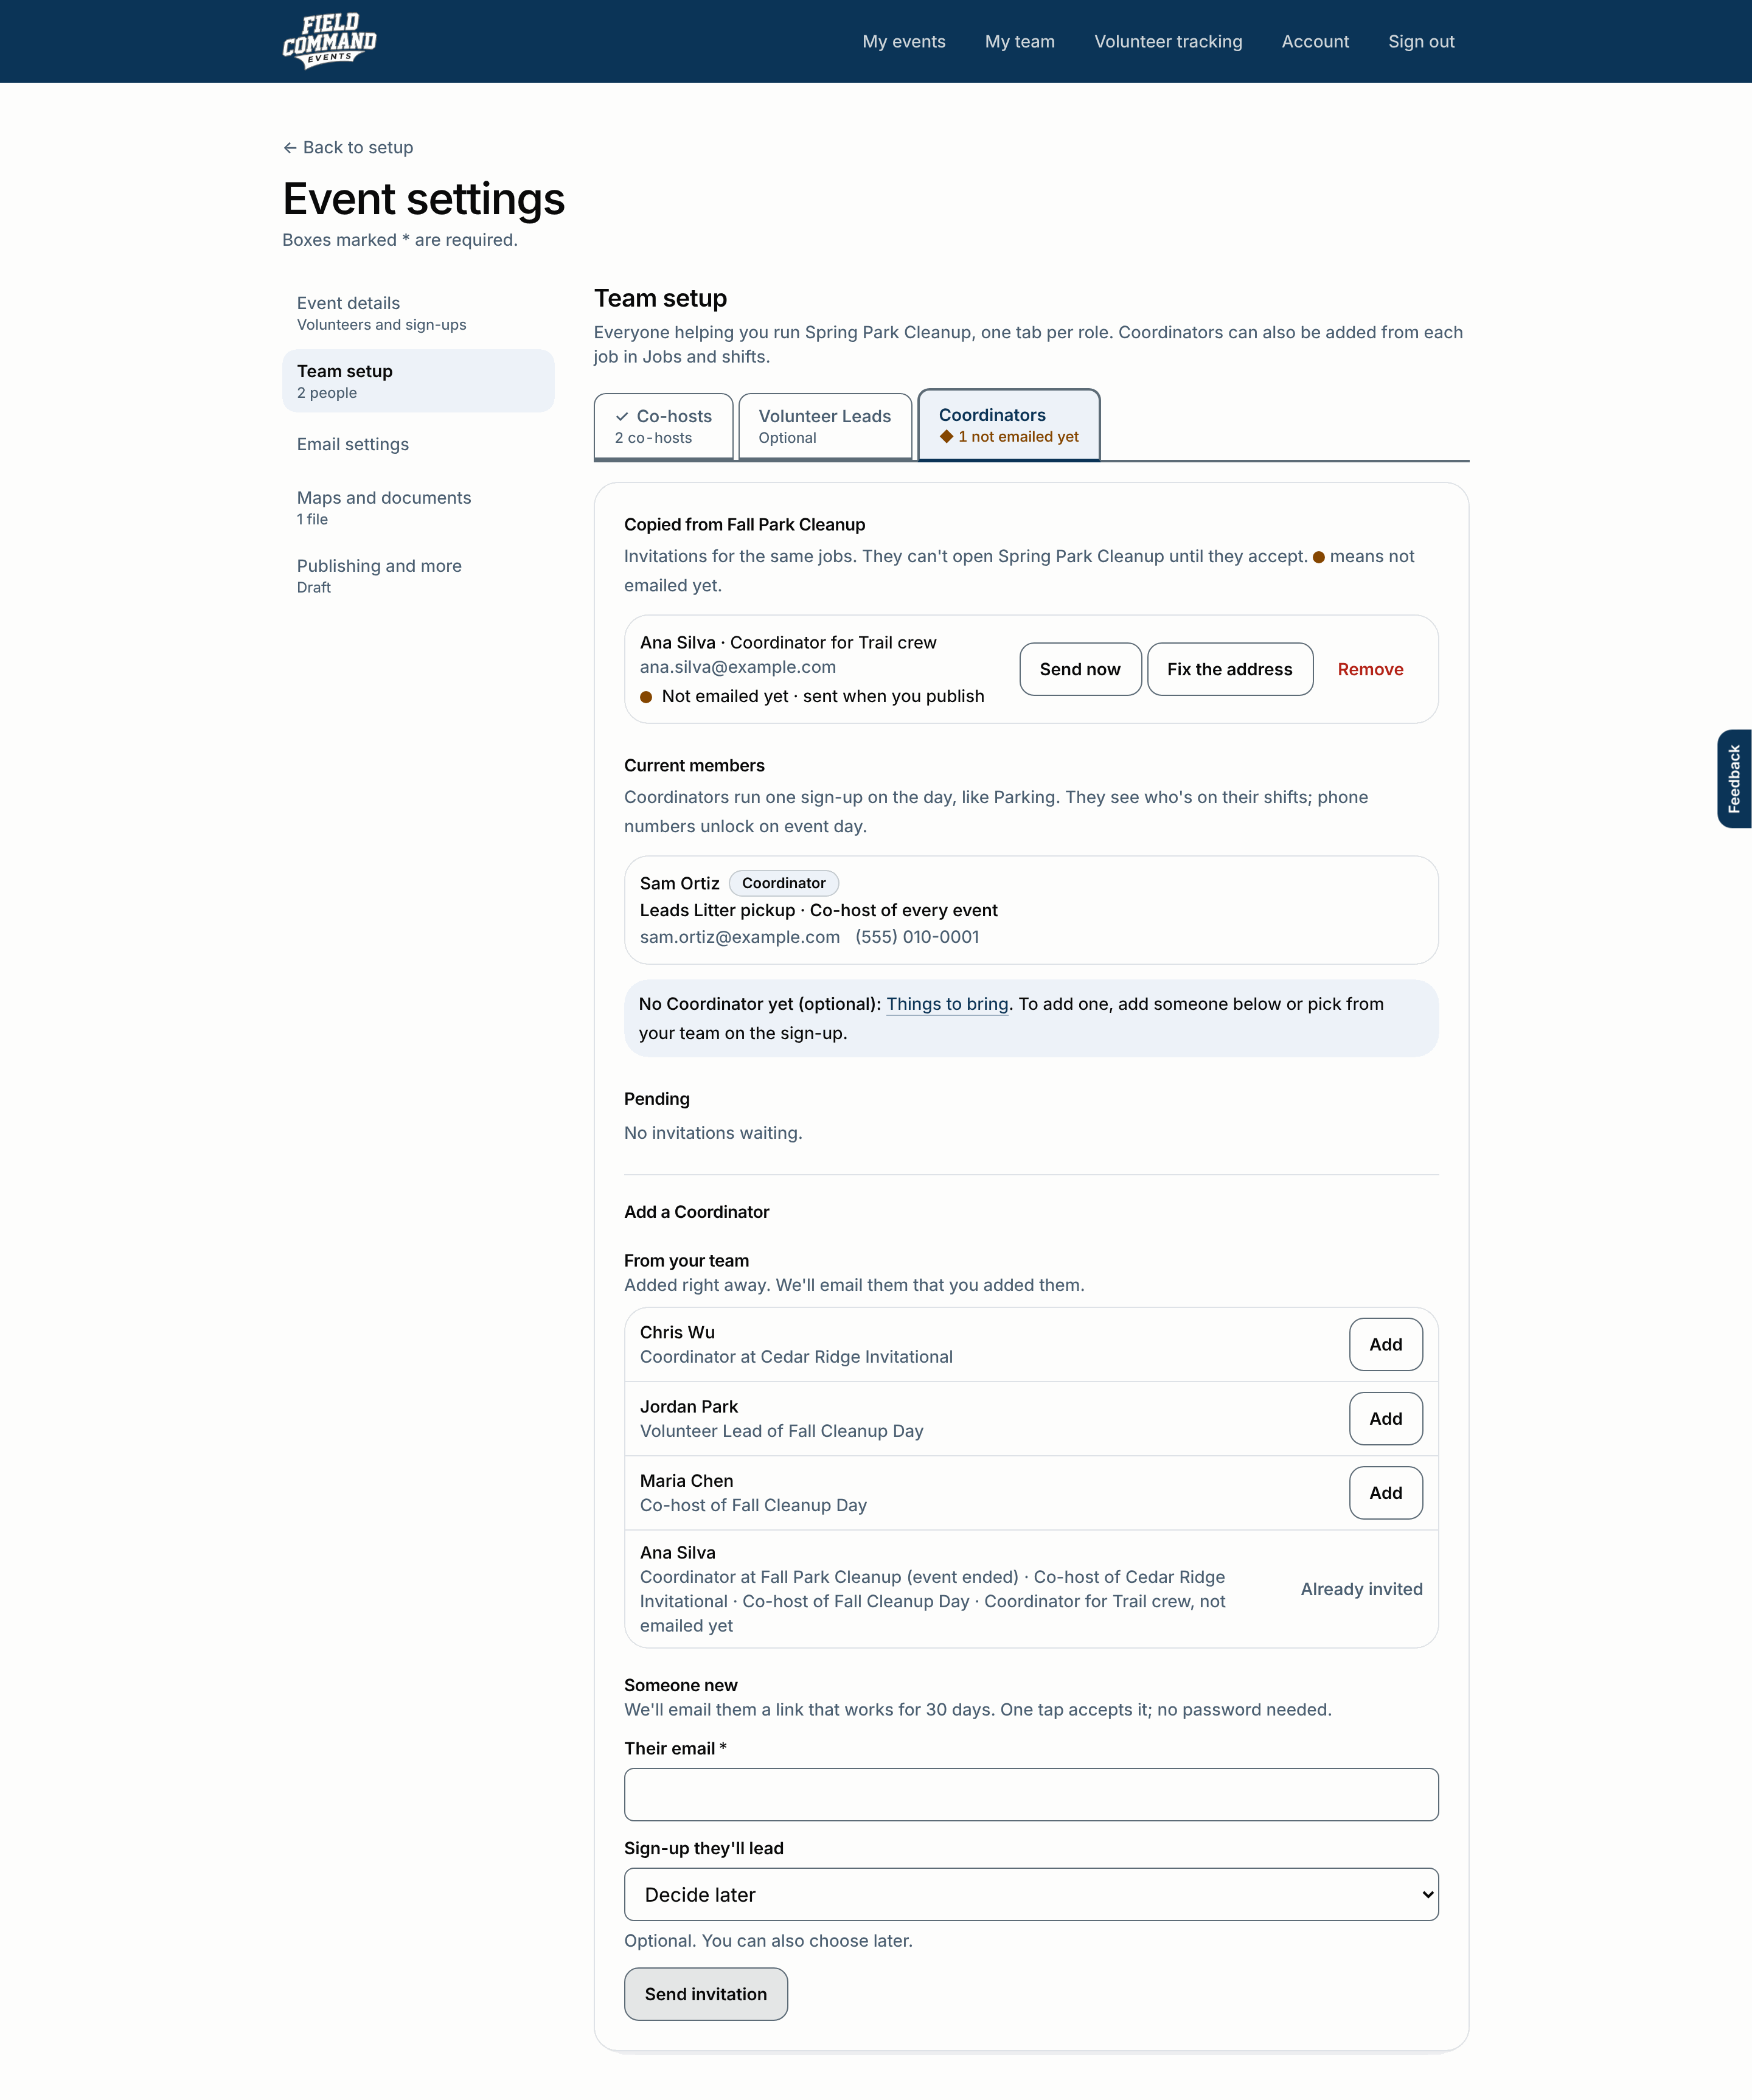 FIELD
COMMAND
EVENTS
My events
My team
Volunteer tracking
Account
Sign out
← Back to setup
Event settings
Boxes marked * are required.
Event details
Volunteers and sign-ups
Team setup
2 people
Email settings
Maps and documents
1 file
Publishing and more
Draft
Team setup
Everyone helping you run Spring Park Cleanup, one tab per role. Coordinators can also be added from each
job in Jobs and shifts.
✓ Co-hosts
2 co-hosts
Volunteer Leads
Optional
Coordinators
◆ 1 not emailed yet
Copied from Fall Park Cleanup
Invitations for the same jobs. They can't open Spring Park Cleanup until they accept. ● means not
emailed yet.
Ana Silva · Coordinator for Trail crew
ana.silva@example.com
● Not emailed yet · sent when you publish
Send now
Fix the address
Remove
Current members
Coordinators run one sign-up on the day, like Parking. They see who's on their shifts; phone
numbers unlock on event day.
Sam Ortiz Coordinator
Leads Litter pickup · Co-host of every event
sam.ortiz@example.com (555) 010-0001
No Coordinator yet (optional): Things to bring. To add one, add someone below or pick from
your team on the sign-up.
Pending
No invitations waiting.
Add a Coordinator
From your team
Added right away. We'll email them that you added them.
Chris Wu
Coordinator at Cedar Ridge Invitational
Add
Jordan Park
Volunteer Lead of Fall Cleanup Day
Add
Maria Chen
Co-host of Fall Cleanup Day
Add
Ana Silva
Coordinator at Fall Park Cleanup (event ended) · Co-host of Cedar Ridge
Invitational · Co-host of Fall Cleanup Day · Coordinator for Trail crew, not
emailed yet
Already invited
Someone new
We'll email them a link that works for 30 days. One tap accepts it; no password needed.
Their email *
Sign-up they'll lead
Decide later
Optional. You can also choose later.
Send invitation
Feedback